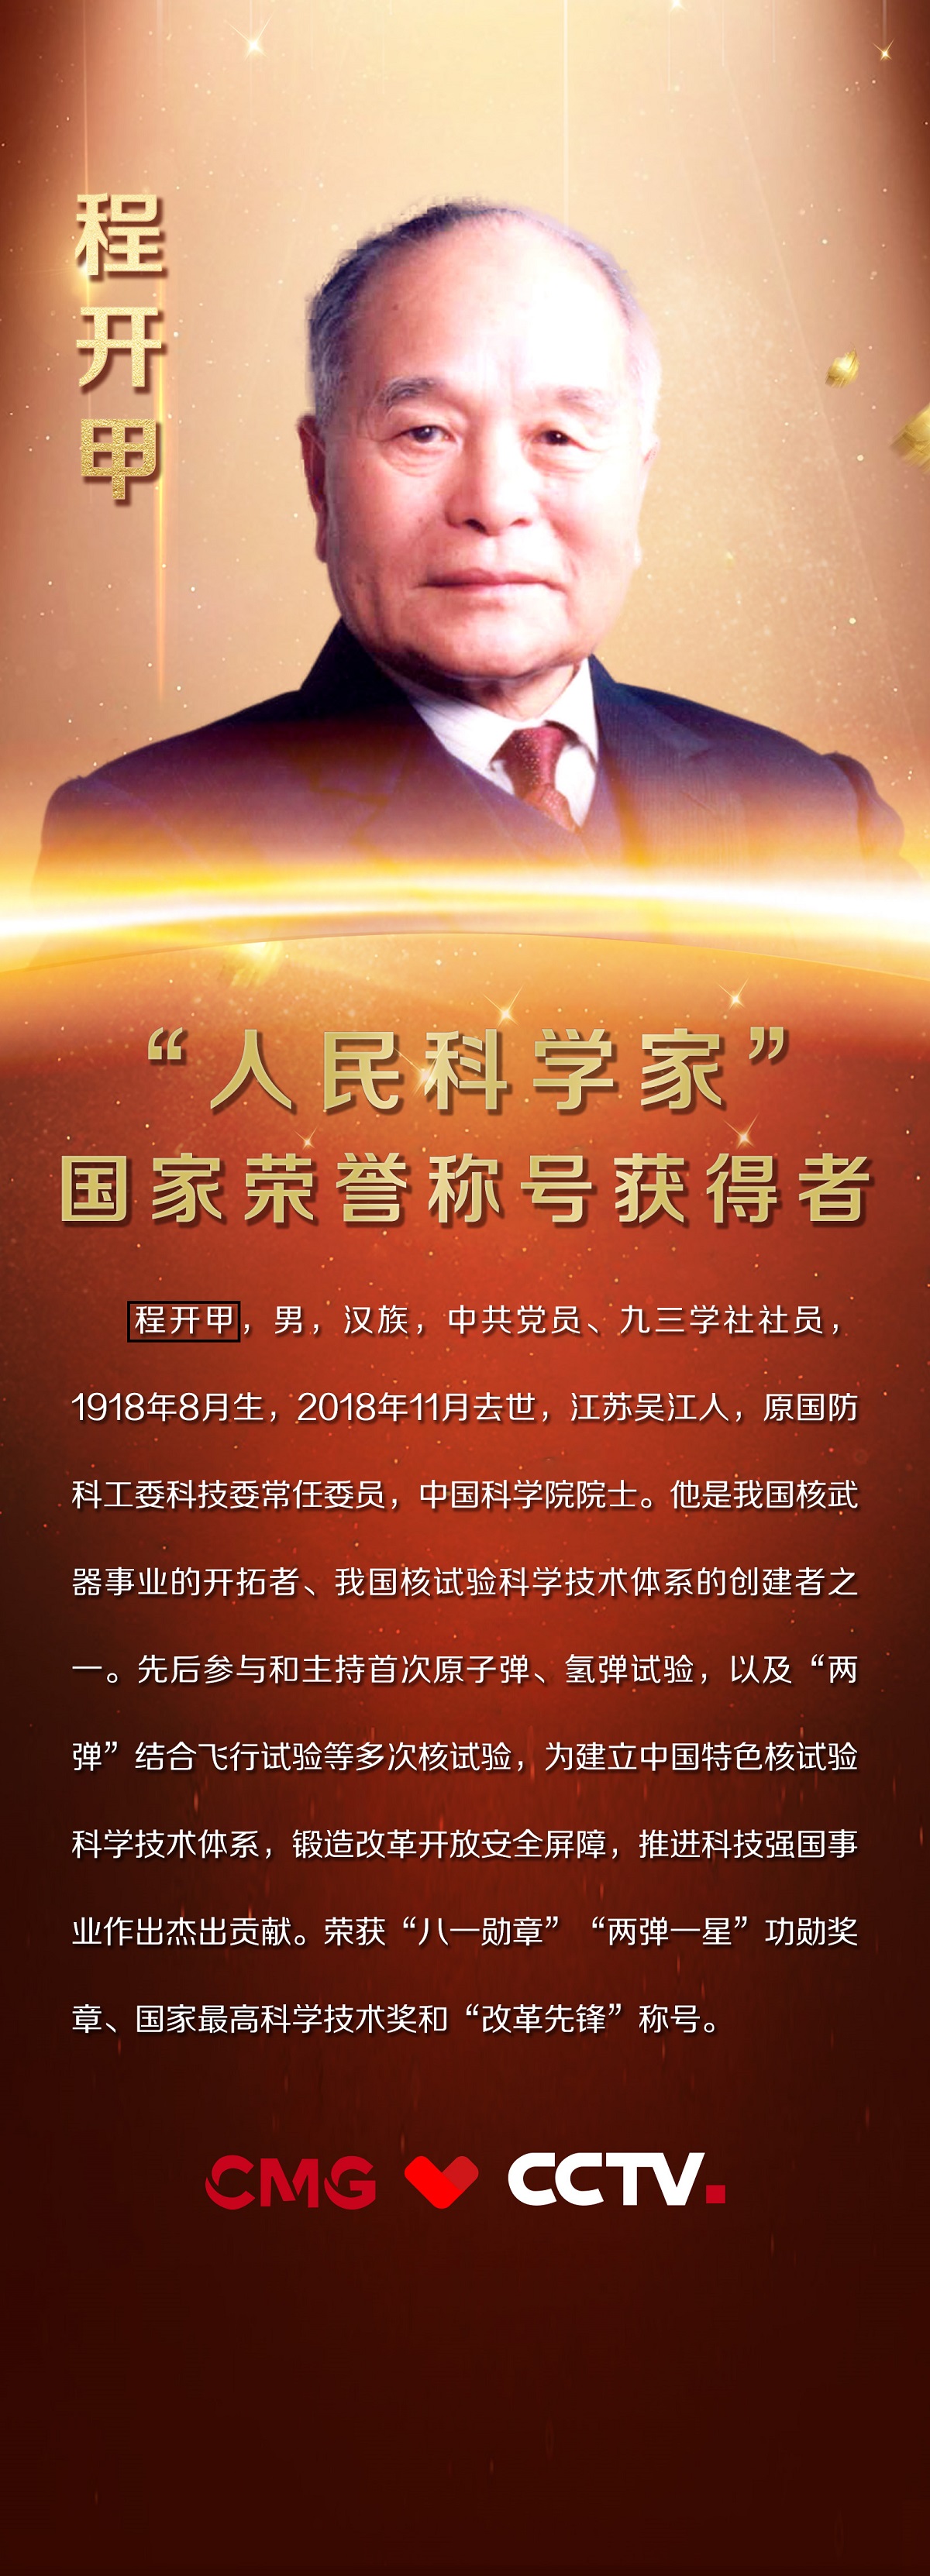 程开甲
“人民科学家”
国家荣誉称号获得者
程开甲，男，汉族，中共党员、九三学社社员，
1918年8月生，2018年11月去世，江苏吴江人，原国防
科工委科技委常任委员，中国科学院院士。他是我国核武
器事业的开拓者、我国核试验科学技术体系的创建者之
一。先后参与和主持首次原子弹、氢弹试验，以及“两
弹”结合飞行试验等多次核试验，为建立中国特色核试验
科学技术体系，锻造改革开放安全屏障，推进科技强国事
业作出杰出贡献。荣获“八一勋章”“两弹一星”功勋奖
章、国家最高科学技术奖和“改革先锋”称号。
CMG CCTV.